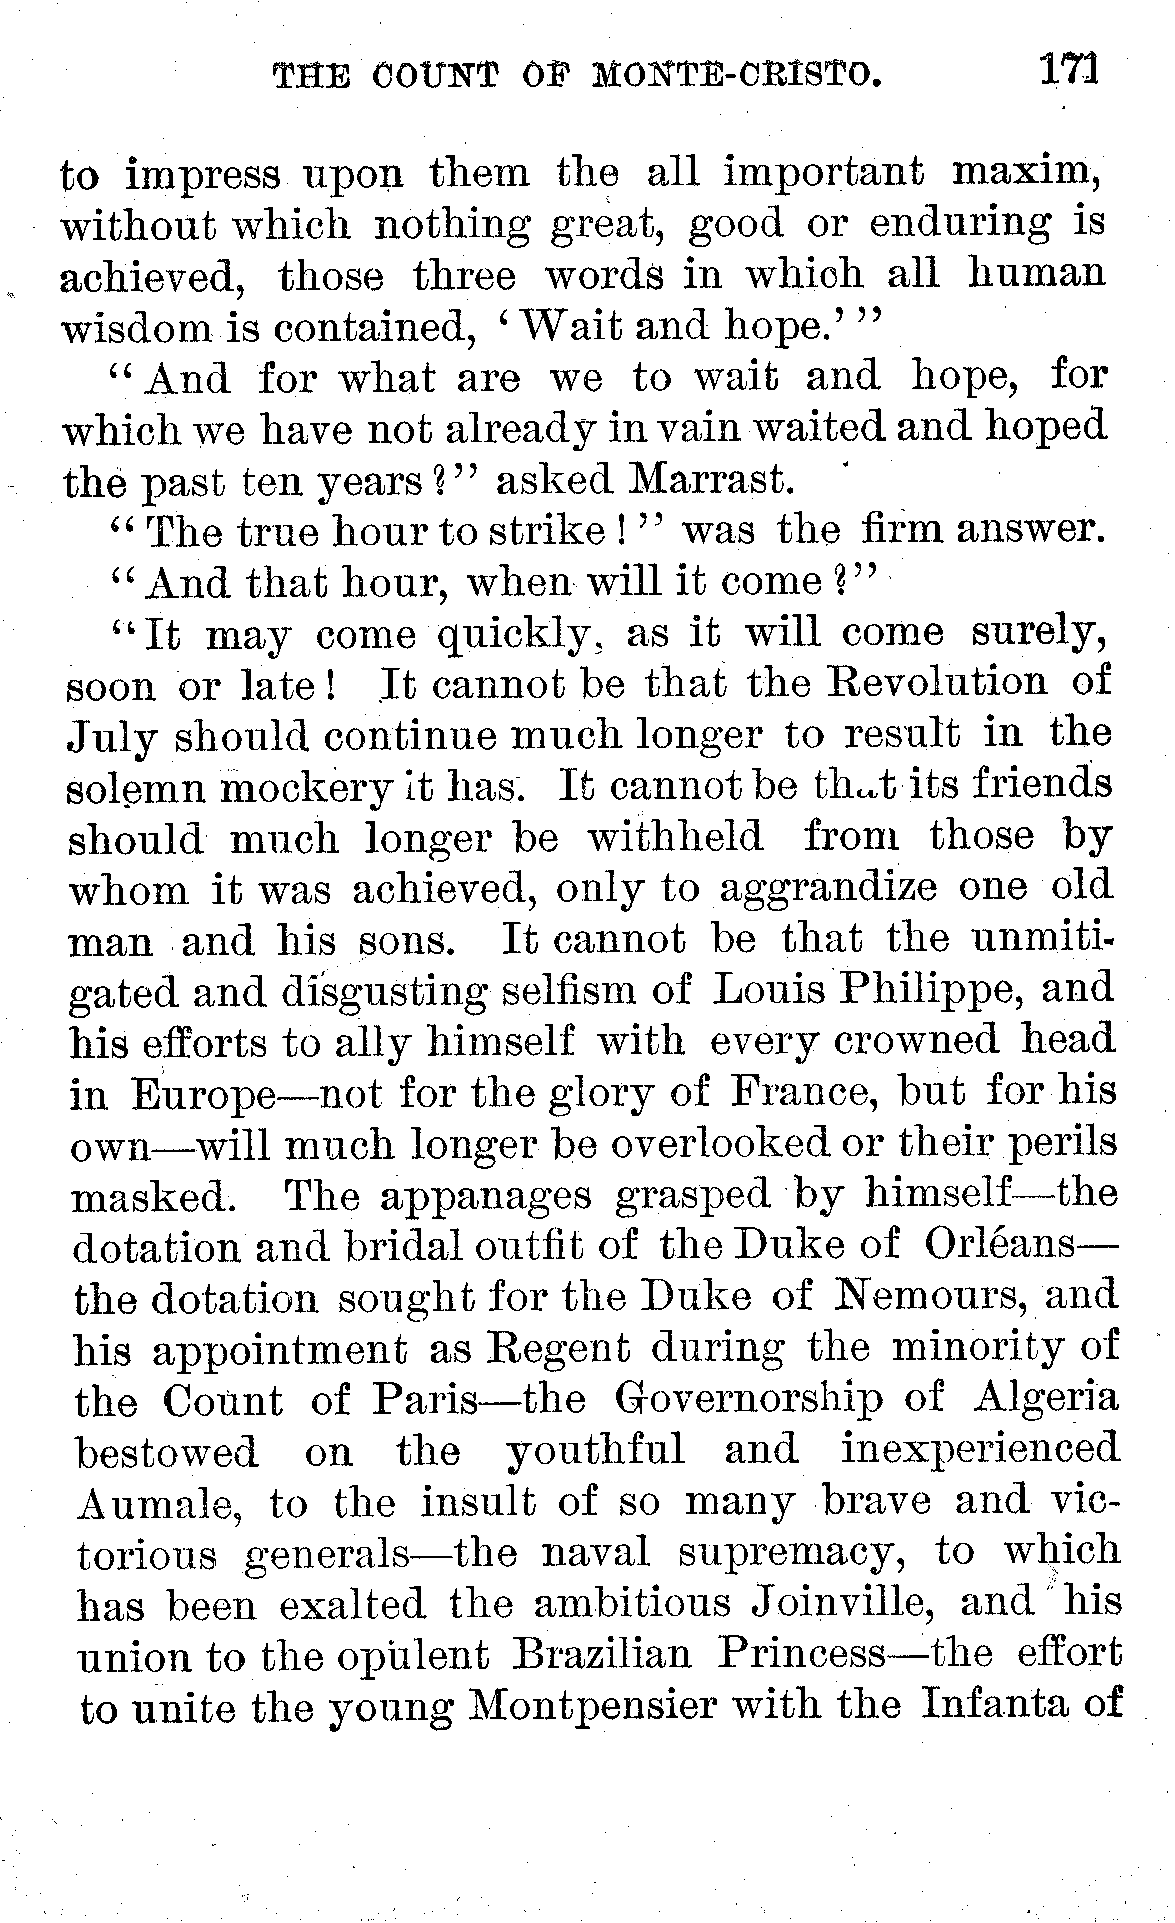 THE COUNT OF MONTE-CRISTO. 171
to impress upon them the all important maxim,
without which nothing great, good or enduring is
achieved, those three words in which all human
wisdom is contained, ‘Wait and hope.’”
“And for what are we to wait and hope, for
which we have not already in vain waited and hoped
the past ten years?” asked Marrast.
“The true hour to strike!” was the firm answer.
“And that hour, when will it come?”
“It may come quickly, as it will come surely,
soon or late! It cannot be that the Revolution of
July should continue much longer to result in the
solemn mockery it has. It cannot be that its friends
should much longer be withheld from those by
whom it was achieved, only to aggrandize one old
man and his sons. It cannot be that the unmiti-
gated and disgusting selfism of Louis Philippe, and
his efforts to ally himself with every crowned head
in Europe—not for the glory of France, but for his
own—will much longer be overlooked or their perils
masked. The appanages grasped by himself—the
dotation and bridal outfit of the Duke of Orléans—
the dotation sought for the Duke of Nemours, and
his appointment as Regent during the minority of
the Count of Paris—the Governorship of Algeria
bestowed on the youthful and inexperienced
Aumale, to the insult of so many brave and vic-
torious generals—the naval supremacy, to which
has been exalted the ambitious Joinville, and his
union to the opulent Brazilian Princess—the effort
to unite the young Montpensier with the Infanta of